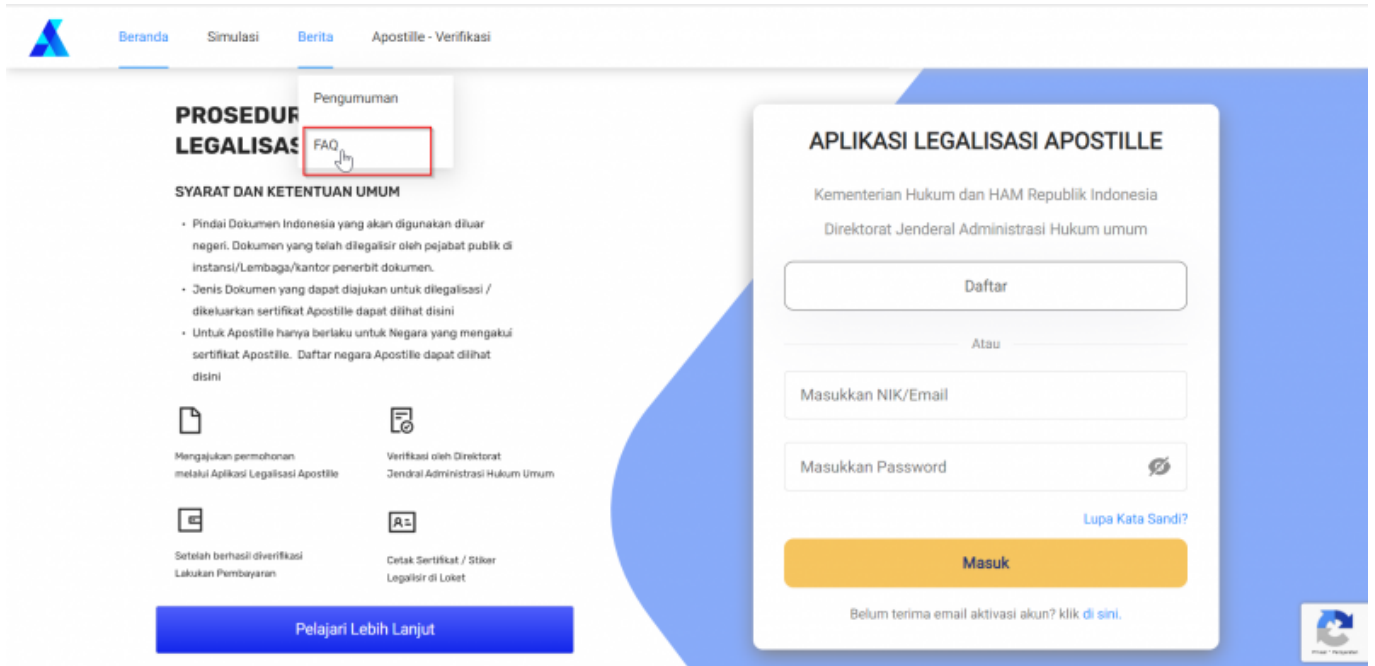 Beranda Simulasi Berita Apostille - Verifikasi
Pengumuman
FAQ
PROSEDUR
LEGALISAS
SYARAT DAN KETENTUAN UMUM
• Pindai Dokumen Indonesia yang akan digunakan diluar
negeri. Dokumen yang telah dilegalisir oleh pejabat publik di
instansi/Lembaga/kantor penerbit dokumen.
• Jenis Dokumen yang dapat diajukan untuk dilegalisasi /
dikeluarkan sertifikat Apostille dapat dilihat disini
• Untuk Apostille hanya berlaku untuk Negara yang mengakui
sertifikat Apostille. Daftar negara Apostille dapat dilihat
disini
Mengajukan permohonan
melalui Aplikasi Legalisasi Apostille
Verifikasi oleh Direktorat
Jendral Administrasi Hukum Umum
Setelah berhasil diverifikasi
Lakukan Pembayaran
Cetak Sertifikat / Stiker
Legalisir di Loket
Pelajari Lebih Lanjut
APLIKASI LEGALISASI APOSTILLE
Kementerian Hukum dan HAM Republik Indonesia
Direktorat Jenderal Administrasi Hukum umum
Daftar
Atau
Masukkan NIK/Email
Masukkan Password
Lupa Kata Sandi?
Masuk
Belum terima email aktivasi akun? klik di sini.